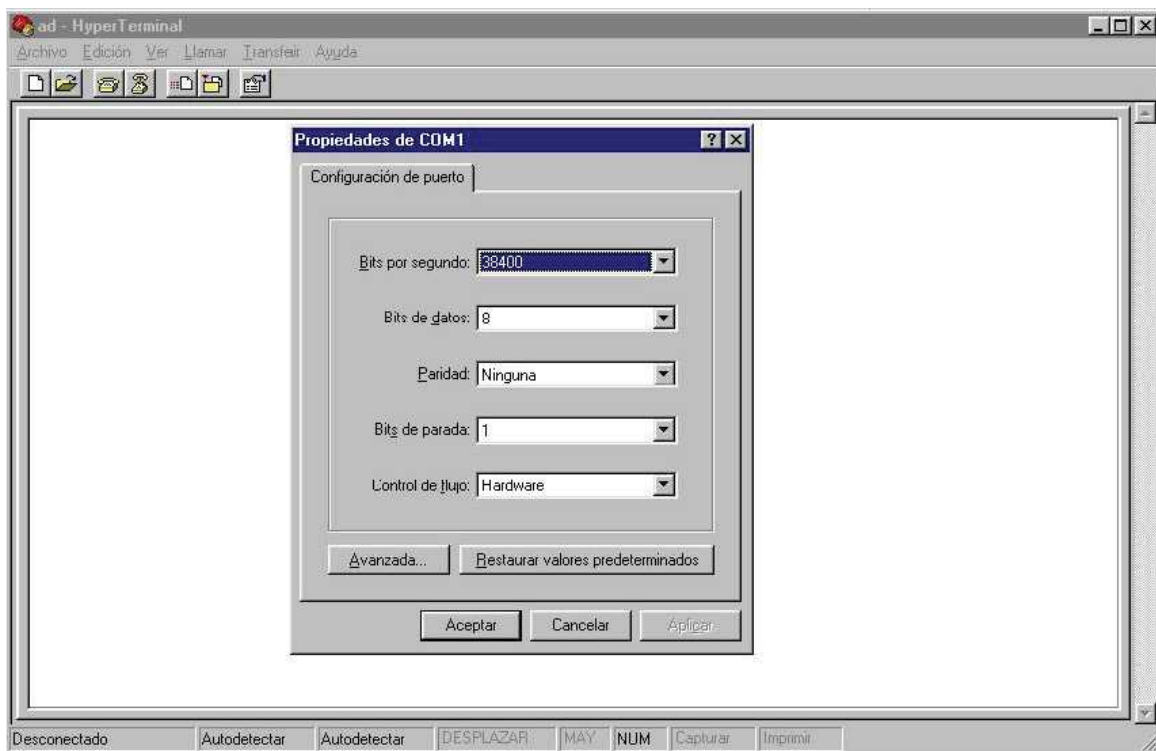 ad - HyperTerminal
Archivo Edición Ver Llamar Transferir Ayuda
Propiedades de COM1
Configuración de puerto
Bits por segundo: 38400
Bits de datos: 8
Paridad: Ninguna
Bits de parada: 1
Control de flujo: Hardware
Avanzada... Restaurar valores predeterminados
Aceptar Cancelar Aplicar
Desconectado Autodetectar Autodetectar DESPLAZAR MAY NUM Capturar Imprimir